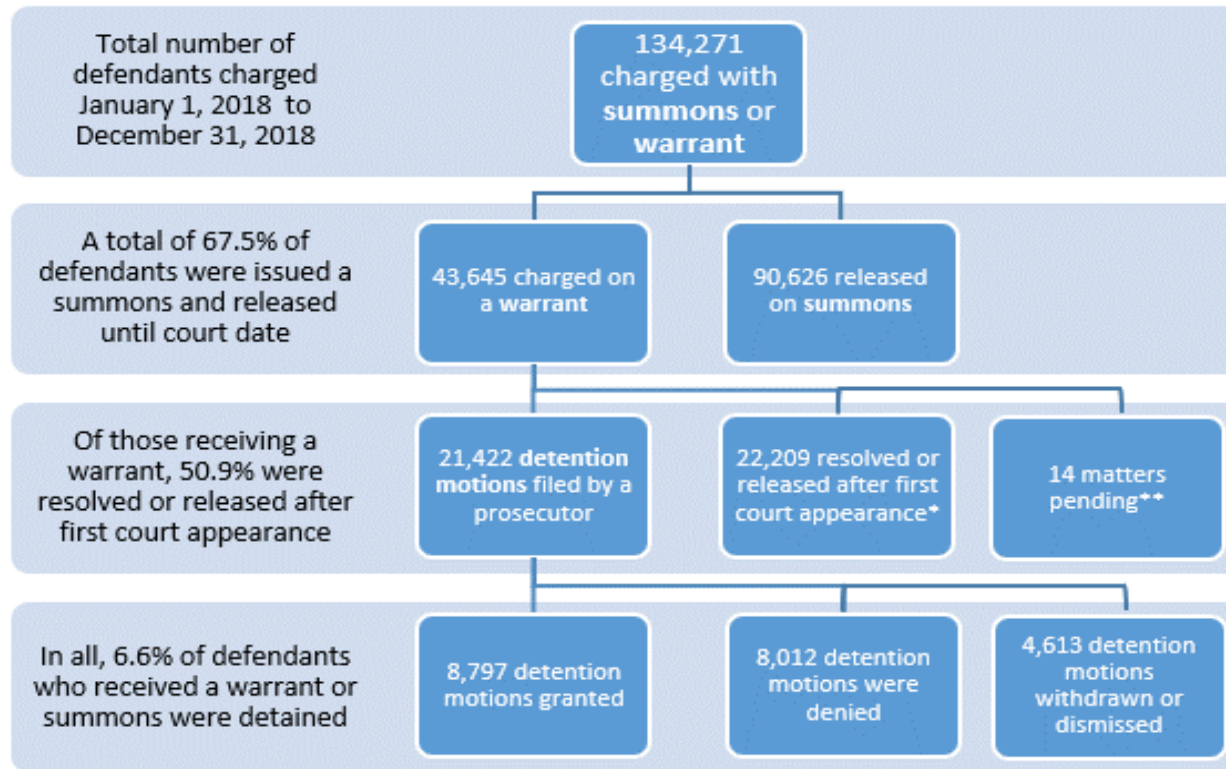 Total number of
defendants charged
January 1, 2018 to
December 31, 2018
134,271
charged with
summons or
warrant
A total of 67.5% of
defendants were issued a
summons and released
until court date
43,645 charged on
a warrant
90,626 released
on summons
Of those receiving a
warrant, 50.9% were
resolved or released after
first court appearance
21,422 detention
motions filed by a
prosecutor
22,209 resolved or
released after first
court appearance*
14 matters
pending**
In all, 6.6% of defendants
who received a warrant or
summons were detained
8,797 detention
motions granted
8,012 detention
motions were
denied
4,613 detention
motions
withdrawn or
dismissed